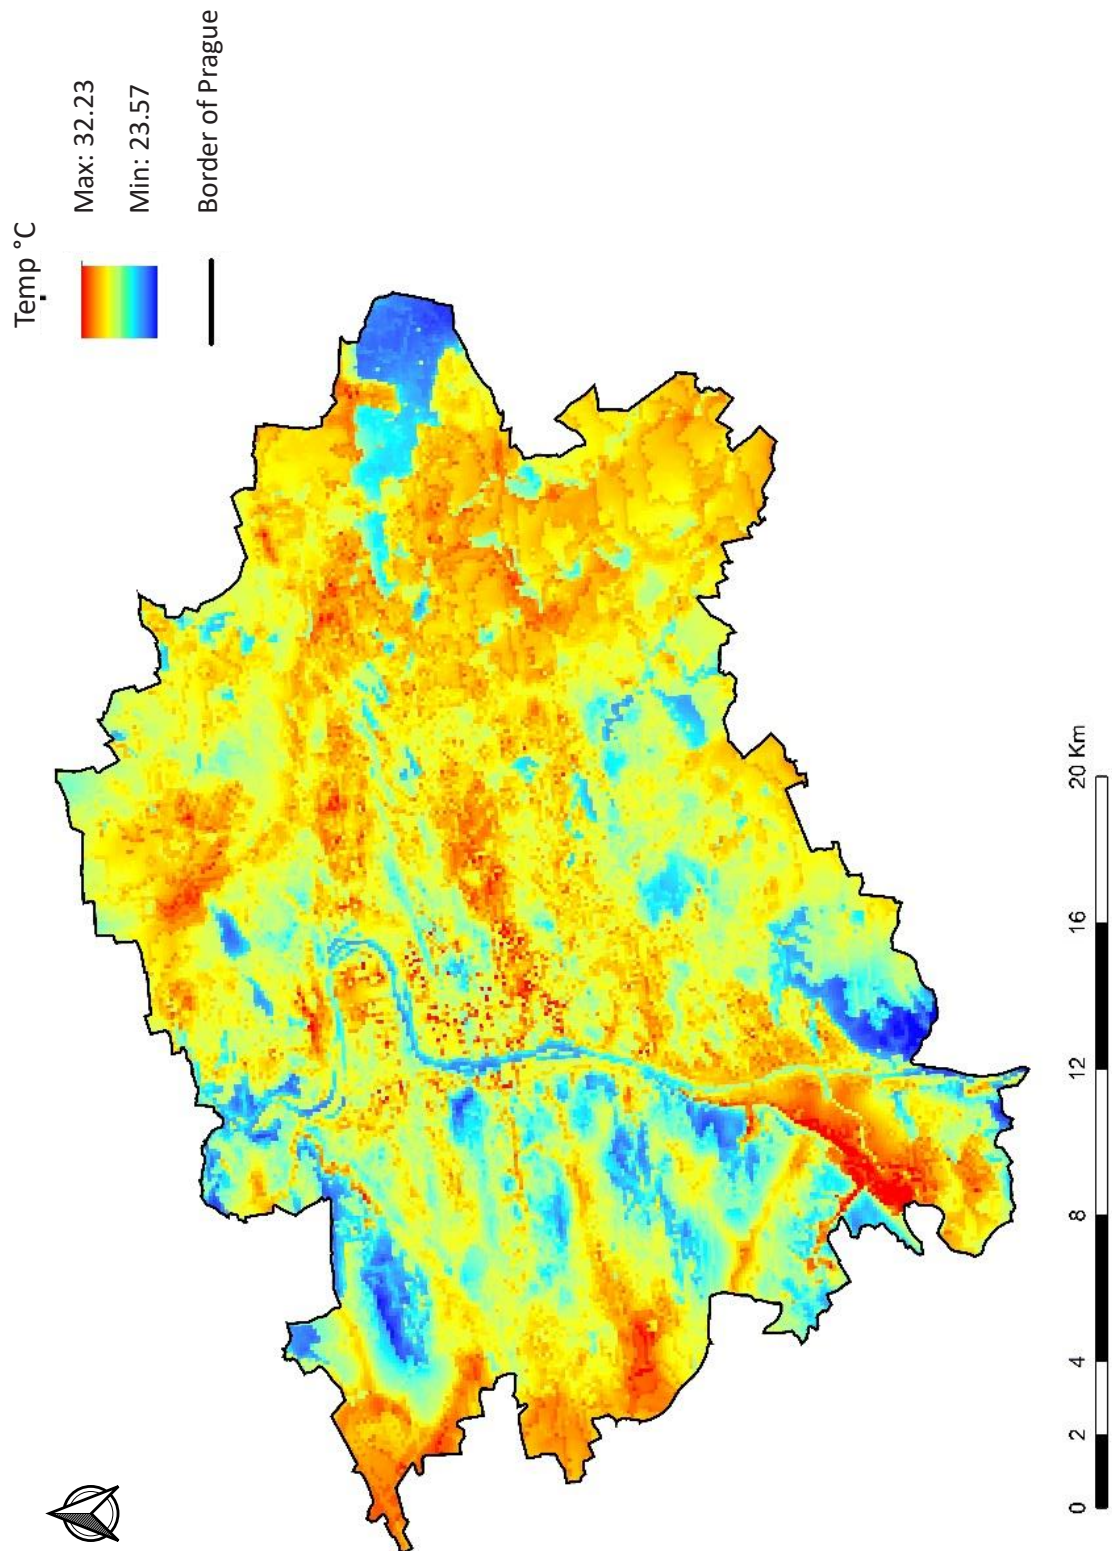 Temp °C
Max: 32.23
Min: 23.57
Border of Prague
0 2 4 8 12 16 20 Km